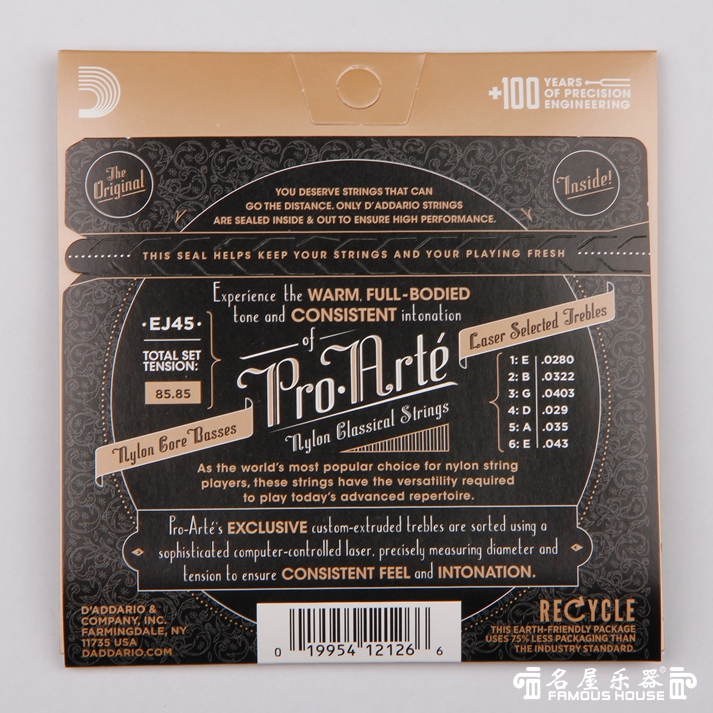 +100 YEARS
OF PRECISION
ENGINEERING
The
Original
Inside!
YOU DESERVE STRINGS THAT CAN
GO THE DISTANCE. ONLY D'ADDARIO STRINGS
ARE SEALED INSIDE & OUT TO ENSURE HIGH PERFORMANCE.
THIS SEAL HELPS KEEP YOUR STRINGS AND YOUR PLAYING FRESH
Experience the WARM, FULL-BODIED
tone and CONSISTENT intonation
of
Pro·Arté
Nylon Classical Strings
·EJ45·
TOTAL SET
TENSION:
85.85
Nylon Core Basses
Laser Selected Trebles
1: E .0280
2: B .0322
3: G .0403
4: D .029
5: A .035
6: E .043
As the world's most popular choice for nylon string
players, these strings have the versatility required
to play today's advanced repertoire.
Pro-Arté's EXCLUSIVE custom-extruded trebles are sorted using a
sophisticated computer-controlled laser, precisely measuring diameter and
tension to ensure CONSISTENT FEEL and INTONATION.
D'ADDARIO &
COMPANY, INC.
FARMINGDALE, NY
11735 USA
DADDARIO.COM
0 19954 12126 6
RECYCLE
THIS EARTH-FRIENDLY PACKAGE
USES 75% LESS PACKAGING THAN
THE INDUSTRY STANDARD.
名屋乐器®
FAMOUS HOUSE